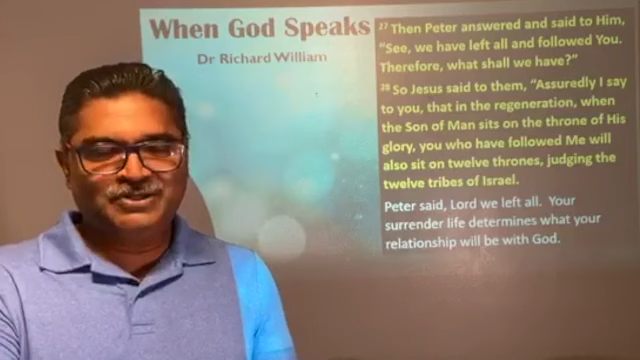 When God Speaks
Dr Richard William
27 Then Peter answered and said to Him,
"See, we have left all and followed You.
Therefore, what shall we have?"
28 So Jesus said to them, "Assuredly I say
to you, that in the regeneration, when
the Son of Man sits on the throne of His
glory, you who have followed Me will
also sit on twelve thrones, judging the
twelve tribes of Israel.
Peter said, Lord we left all. Your
surrender life determines what your
relationship will be with God.